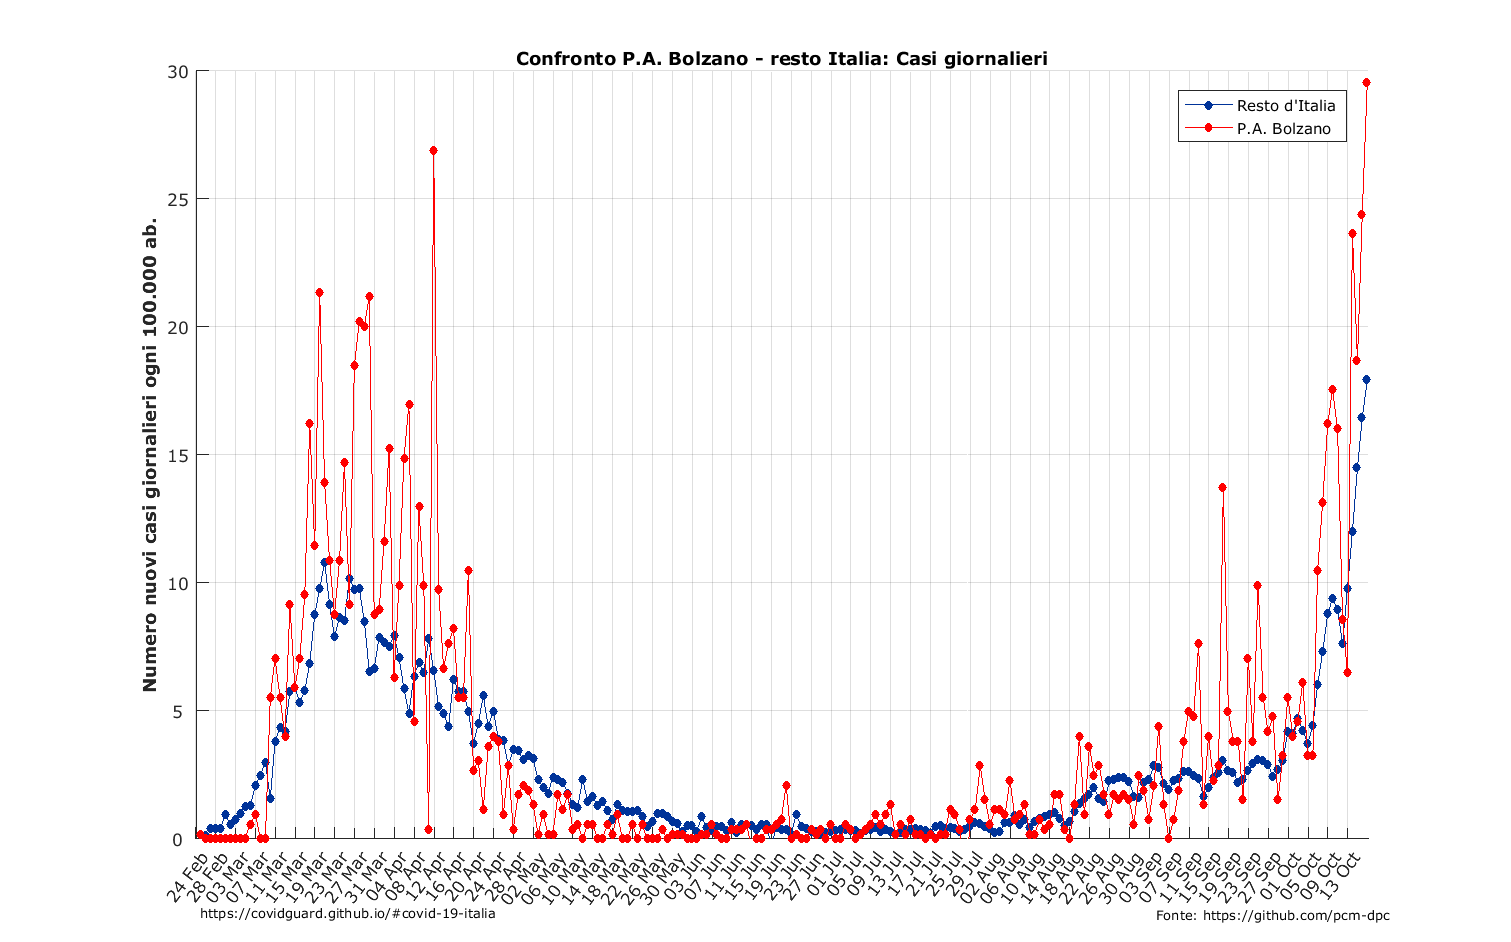 Confronto P.A. Bolzano - resto Italia: Casi giornalieri
Numero nuovi casi giornalieri ogni 100.000 ab.
30
25
20
15
10
5
0
Resto d'Italia
P.A. Bolzano
24 Feb
28 Feb
03 Mar
07 Mar
11 Mar
15 Mar
19 Mar
23 Mar
27 Mar
31 Mar
04 Apr
08 Apr
12 Apr
16 Apr
20 Apr
24 Apr
28 Apr
02 May
06 May
10 May
14 May
18 May
22 May
26 May
30 May
03 Jun
07 Jun
11 Jun
15 Jun
19 Jun
23 Jun
27 Jun
01 Jul
05 Jul
09 Jul
13 Jul
17 Jul
21 Jul
25 Jul
29 Jul
02 Aug
06 Aug
10 Aug
14 Aug
18 Aug
22 Aug
26 Aug
30 Aug
03 Sep
07 Sep
11 Sep
15 Sep
19 Sep
23 Sep
27 Sep
01 Oct
05 Oct
09 Oct
13 Oct
https://covidguard.github.io/#covid-19-italia
Fonte: https://github.com/pcm-dpc